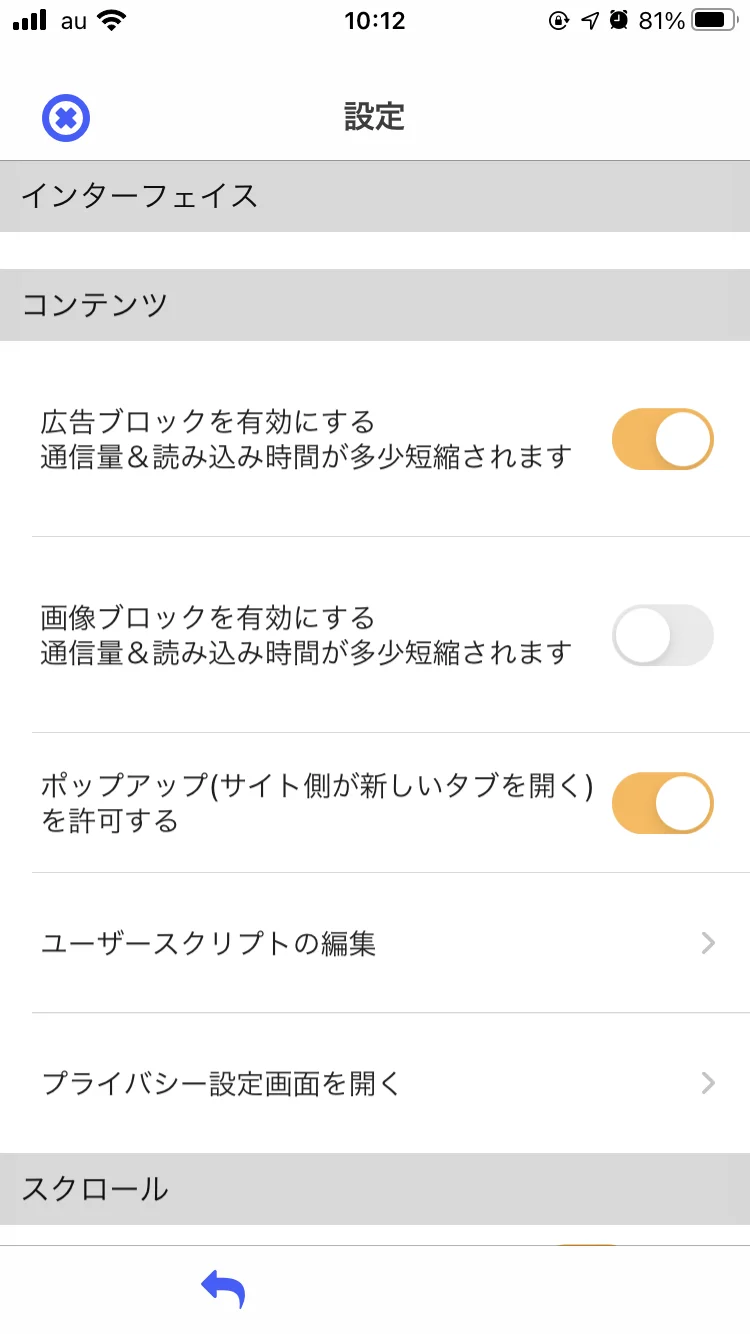 au 10:12 81%
設定
インターフェイス
コンテンツ
広告ブロックを有効にする
通信量＆読み込み時間が多少短縮されます
画像ブロックを有効にする
通信量＆読み込み時間が多少短縮されます
ポップアップ(サイト側が新しいタブを開く)
を許可する
ユーザースクリプトの編集
プライバシー設定画面を開く
スクロール